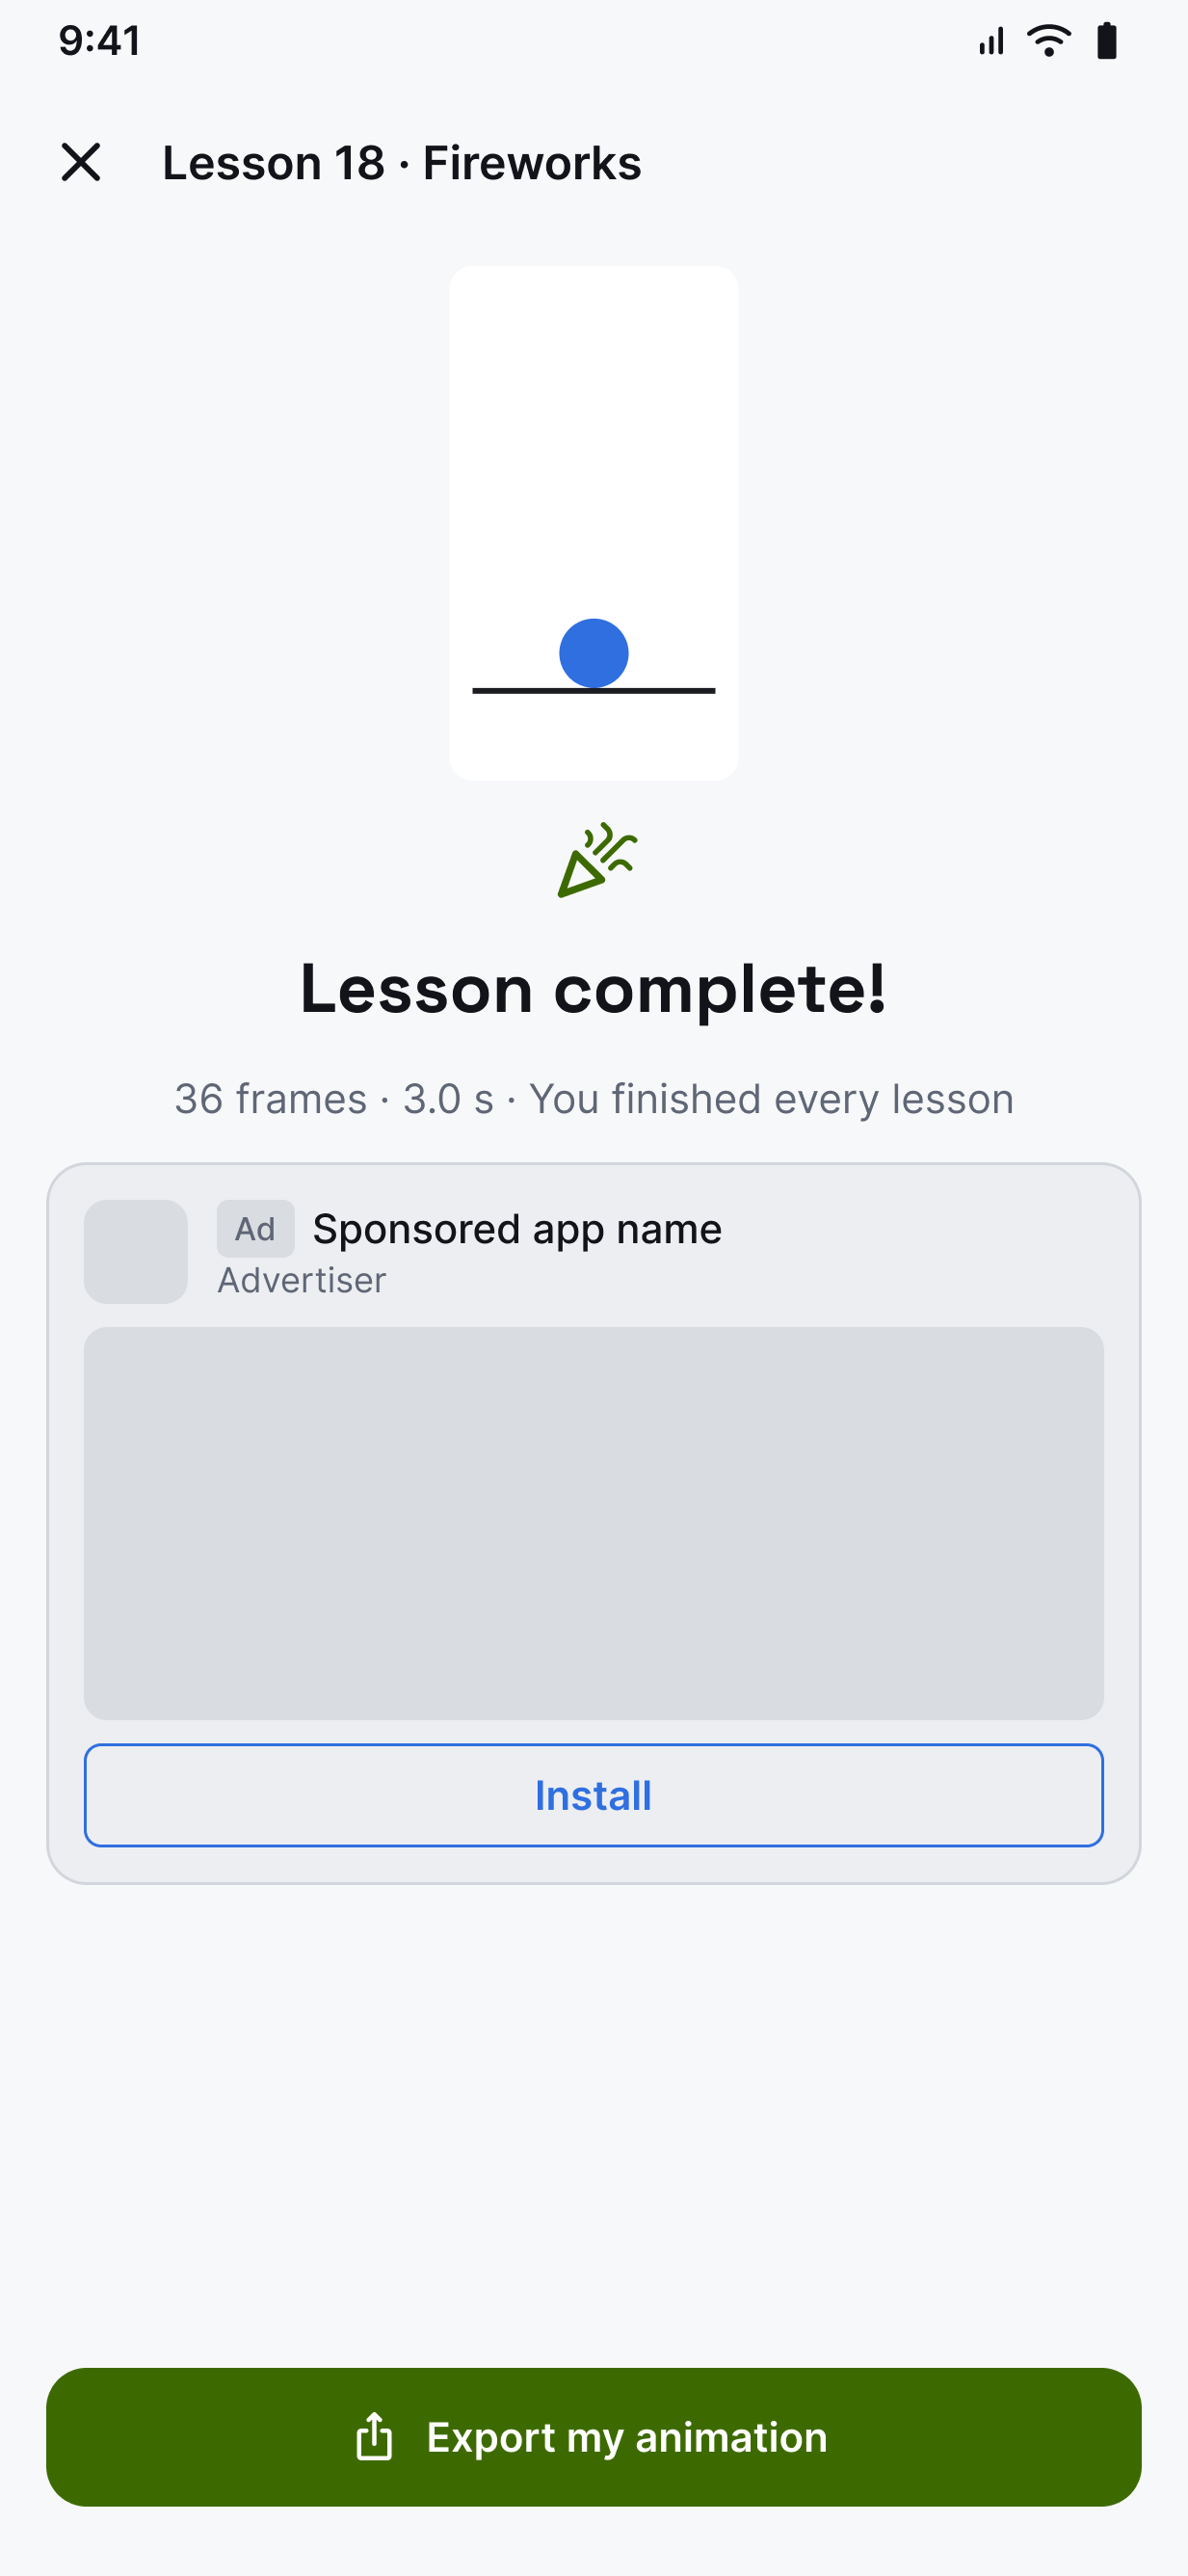 9:41
Lesson 18 · Fireworks
Lesson complete!
36 frames · 3.0 s · You finished every lesson
Ad Sponsored app name
Advertiser
Install
Export my animation